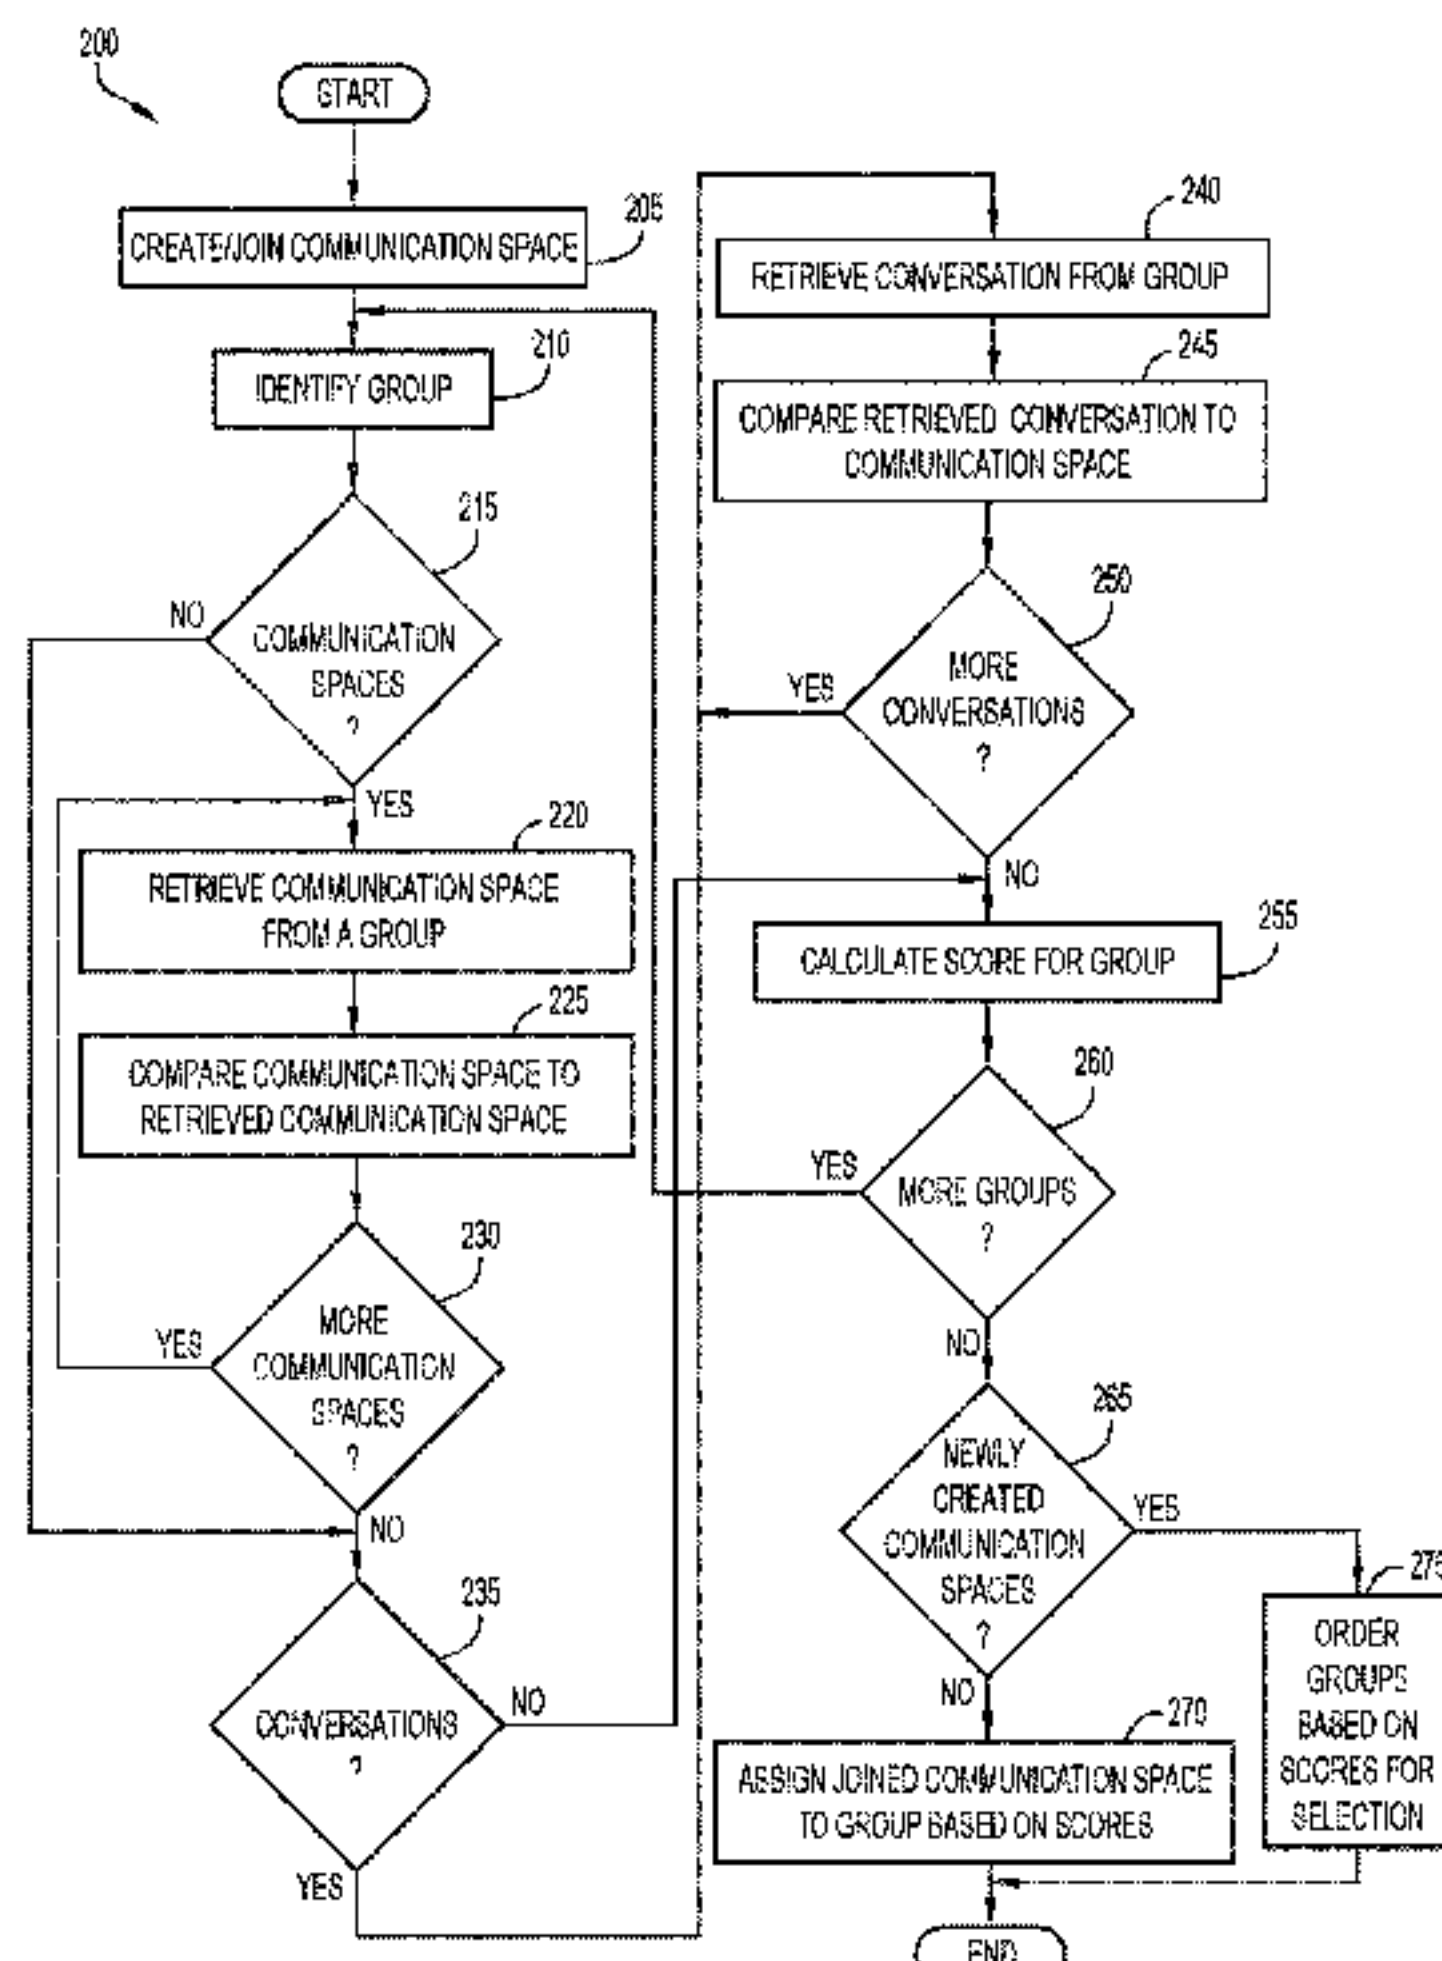 200
START
CREATE/JOIN COMMUNICATION SPACE
205
IDENTIFY GROUP
210
215
NO
COMMUNICATION
SPACES
?
YES
220
RETRIEVE COMMUNICATION SPACE
FROM A GROUP
225
COMPARE COMMUNICATION SPACE TO
RETRIEVED COMMUNICATION SPACE
230
YES
MORE
COMMUNICATION
SPACES
?
NO
235
CONVERSATIONS
?
NO
YES
240
RETRIEVE CONVERSATION FROM GROUP
245
COMPARE RETRIEVED CONVERSATION TO
COMMUNICATION SPACE
250
YES
MORE
CONVERSATIONS
?
NO
255
CALCULATE SCORE FOR GROUP
260
YES
MORE GROUPS
?
NO
265
NEWLY
CREATED
COMMUNICATION
SPACES
?
YES
NO
270
ASSIGN JOINED COMMUNICATION SPACE
TO GROUP BASED ON SCORES
275
ORDER
GROUPS
BASED ON
SCORES FOR
SELECTION
END